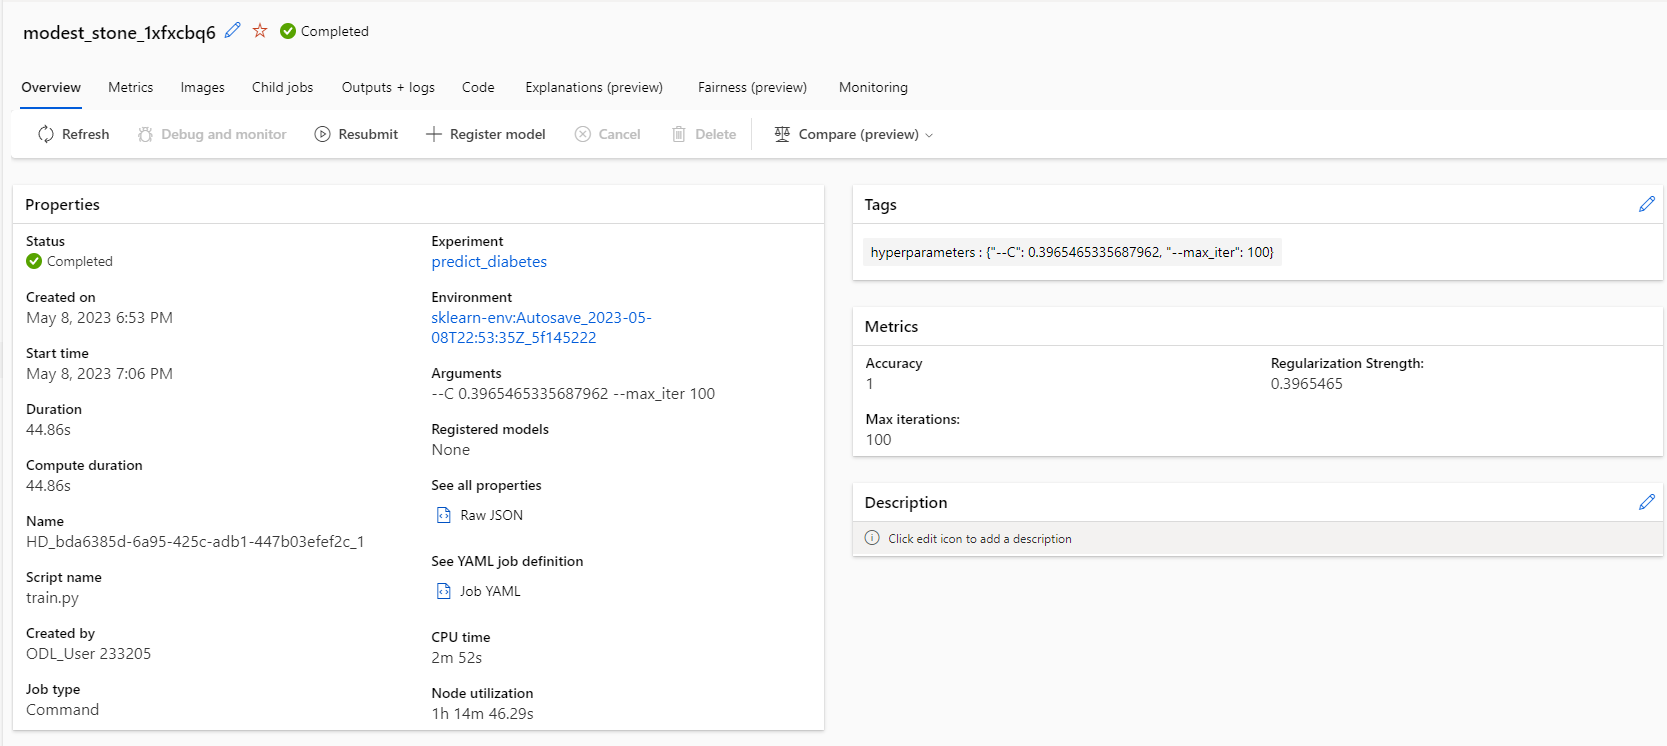 modest_stone_1xfxcbq6 Completed
Overview Metrics Images Child jobs Outputs + logs Code Explanations (preview) Fairness (preview) Monitoring
Refresh Debug and monitor Resubmit Register model Cancel Delete Compare (preview)
Properties
Status
Completed
Created on
May 8, 2023 6:53 PM
Start time
May 8, 2023 7:06 PM
Duration
44.86s
Compute duration
44.86s
Name
HD_bda6385d-6a95-425c-adb1-447b03efef2c_1
Script name
train.py
Created by
ODL_User 233205
Job type
Command
Experiment
predict_diabetes
Environment
sklearn-env:Autosave_2023-05-
08T22:53:35Z_5f145222
Arguments
--C 0.3965465335687962 --max_iter 100
Registered models
None
See all properties
Raw JSON
See YAML job definition
Job YAML
CPU time
2m 52s
Node utilization
1h 14m 46.29s
Tags
hyperparameters : {"--C": 0.3965465335687962, "--max_iter": 100}
Metrics
Accuracy
1
Regularization Strength:
0.3965465
Max iterations:
100
Description
Click edit icon to add a description